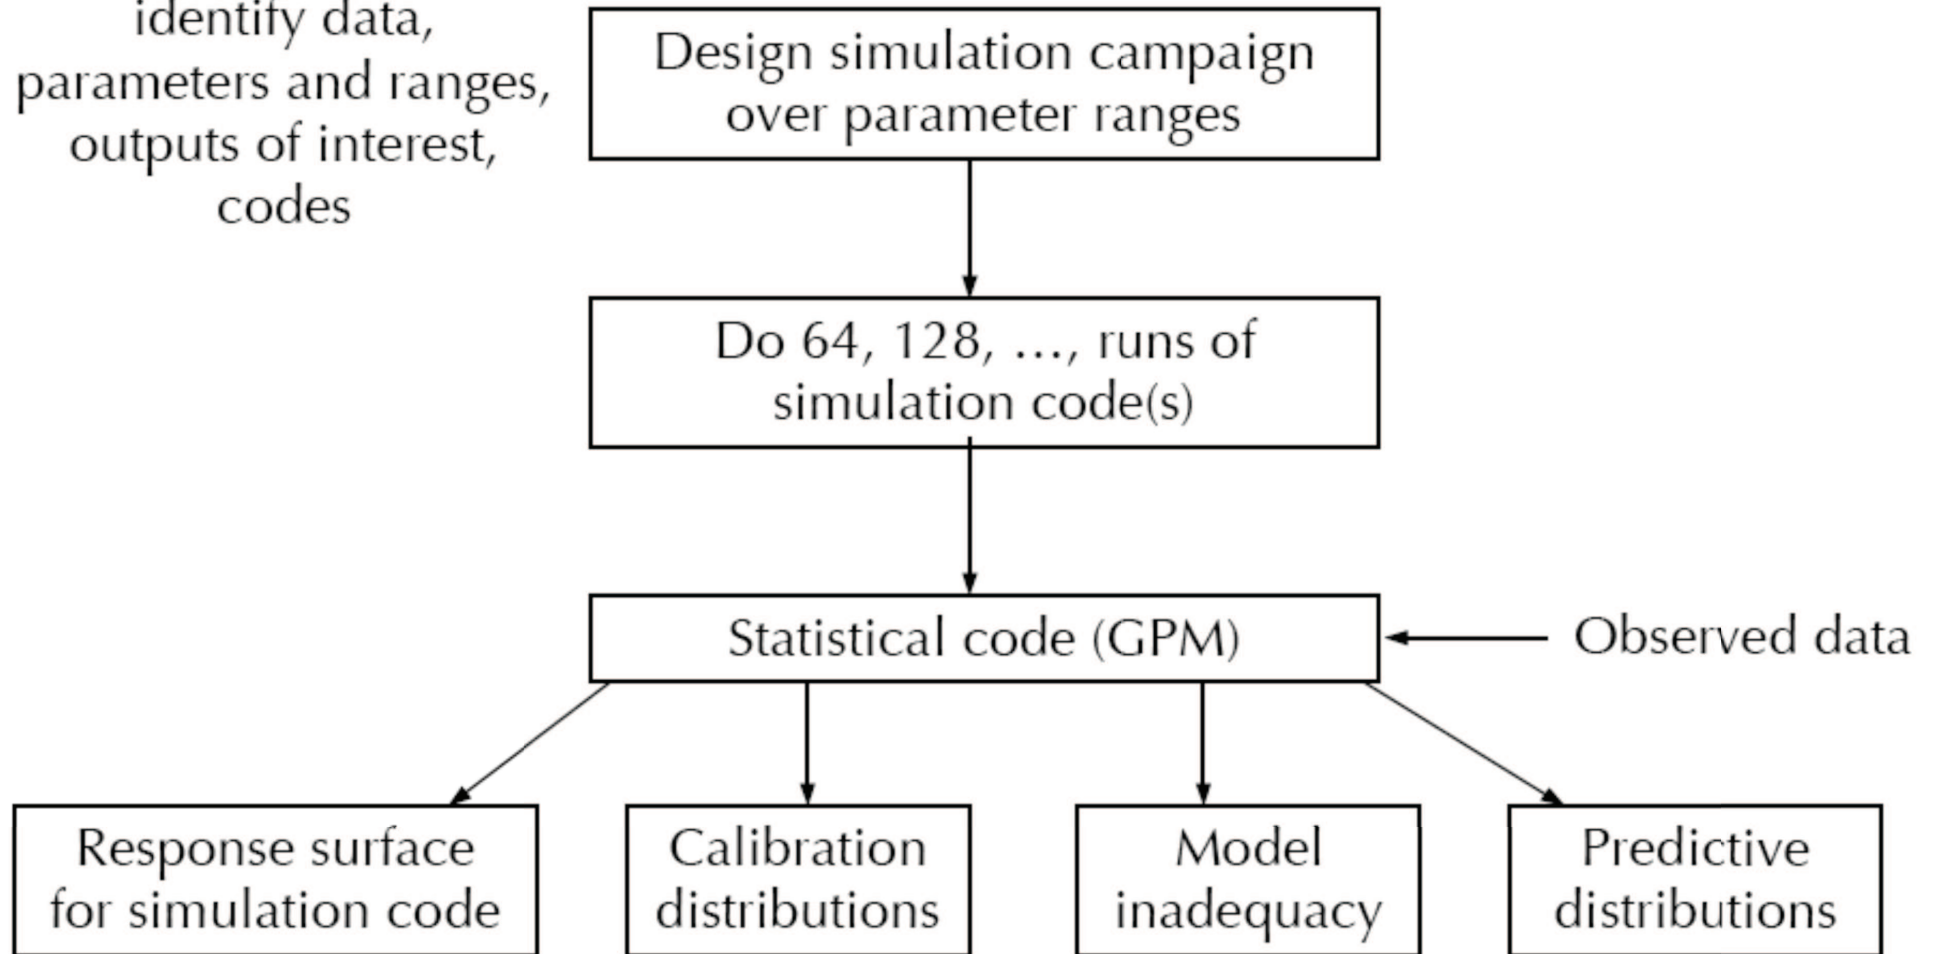 identify data,
parameters and ranges,
outputs of interest,
codes
Design simulation campaign
over parameter ranges
Do 64, 128, ..., runs of
simulation code(s)
Statistical code (GPM)
Observed data
Response surface
for simulation code
Calibration
distributions
Model
inadequacy
Predictive
distributions